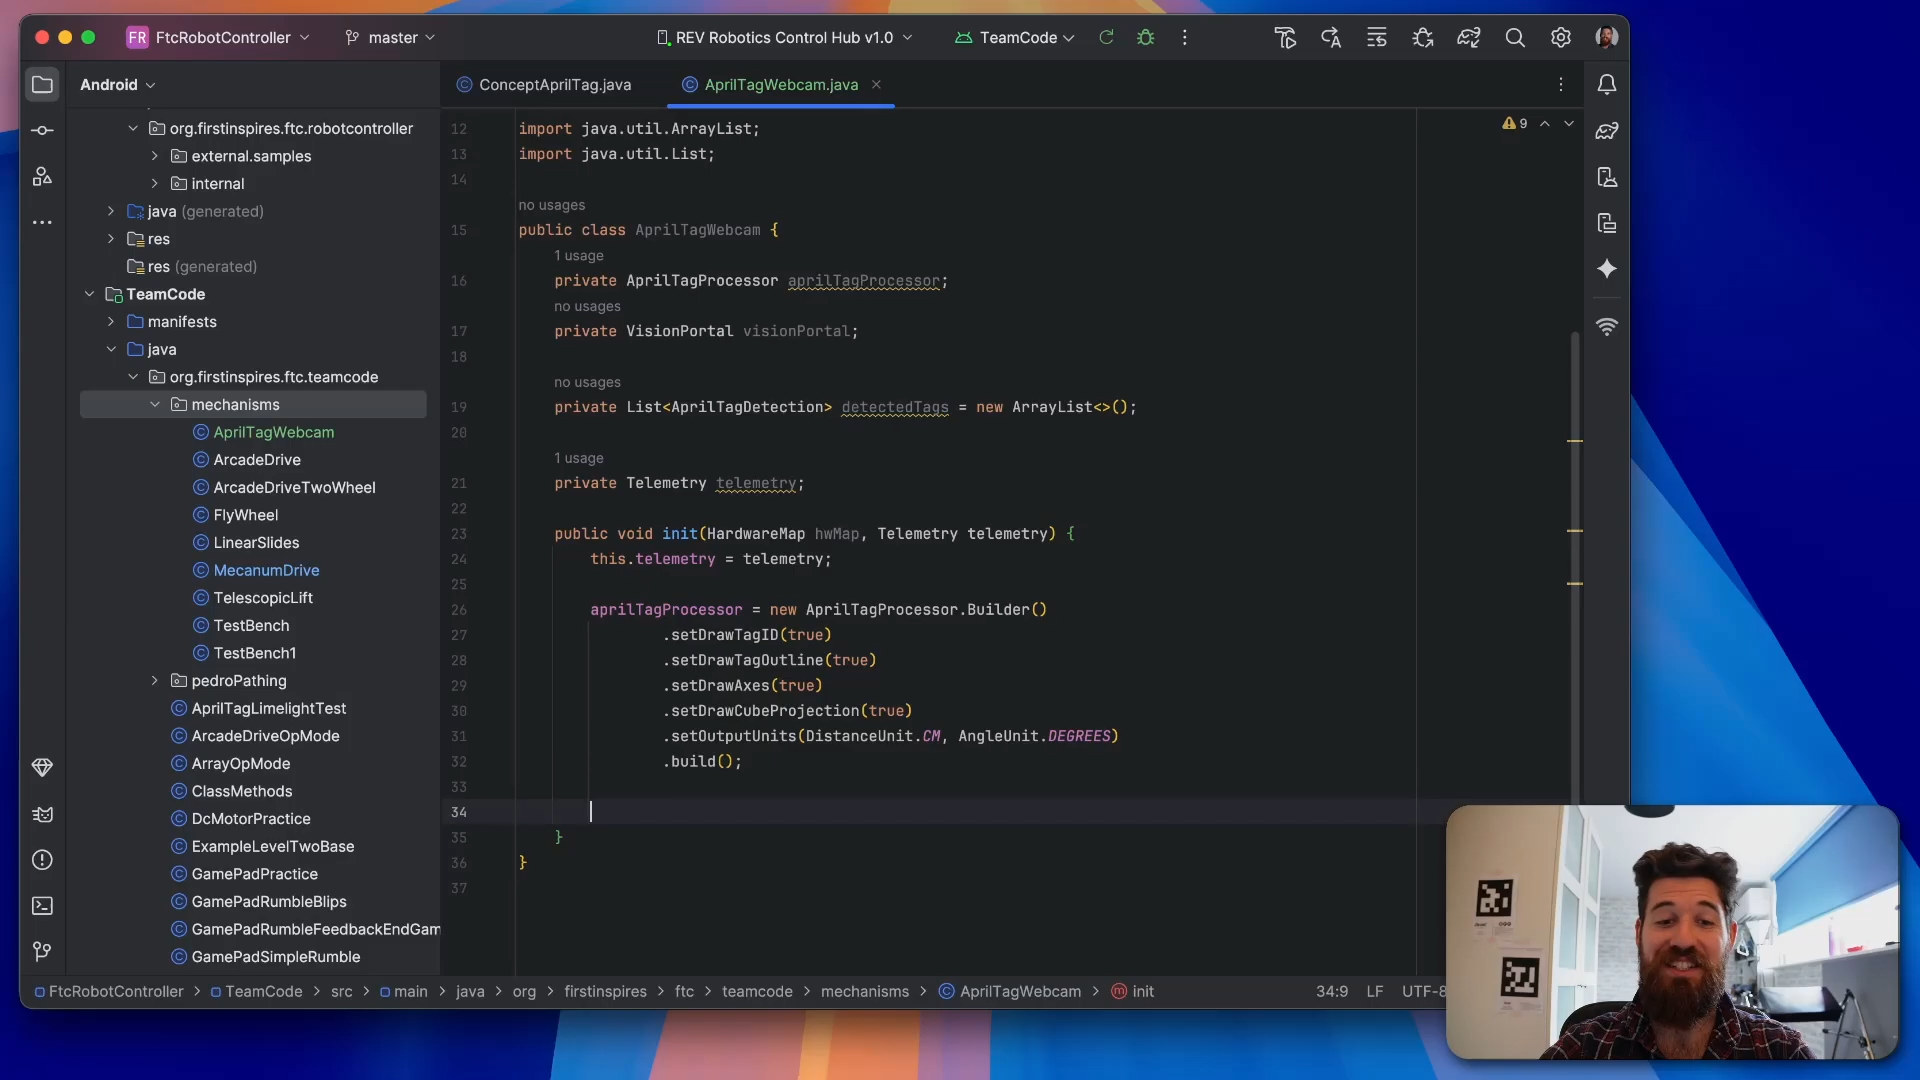 FR FtcRobotController
master
REV Robotics Control Hub v1.0
TeamCode
Android
org.firstinspires.ftc.robotcontroller
external.samples
internal
java (generated)
res
res (generated)
TeamCode
manifests
java
org.firstinspires.ftc.teamcode
mechanisms
AprilTagWebcam
ArcadeDrive
ArcadeDriveTwoWheel
FlyWheel
LinearSlides
MecanumDrive
TelescopicLift
TestBench
TestBench1
pedroPathing
AprilTagLimelightTest
ArcadeDriveOpMode
ArrayOpMode
ClassMethods
DcMotorPractice
ExampleLevelTwoBase
GamePadPractice
GamePadRumbleBlips
GamePadRumbleFeedbackEndGam
GamePadSimpleRumble
ConceptAprilTag.java
AprilTagWebcam.java
9
12 import java.util.ArrayList;
13 import java.util.List;
14
no usages
15 public class AprilTagWebcam {
1 usage
16 private AprilTagProcessor aprilTagProcessor;
no usages
17 private VisionPortal visionPortal;
18
no usages
19 private List<AprilTagDetection> detectedTags = new ArrayList<>();
20
1 usage
21 private Telemetry telemetry;
22
23 public void init(HardwareMap hwMap, Telemetry telemetry) {
24 this.telemetry = telemetry;
25
26 aprilTagProcessor = new AprilTagProcessor.Builder()
27 .setDrawTagID(true)
28 .setDrawTagOutline(true)
29 .setDrawAxes(true)
30 .setDrawCubeProjection(true)
31 .setOutputUnits(DistanceUnit.CM, AngleUnit.DEGREES)
32 .build();
33
34
35 }
36 }
37
FtcRobotController > TeamCode > src > main > java > org > firstinspires > ftc > teamcode > mechanisms > AprilTagWebcam > init
34:9 LF UTF-8